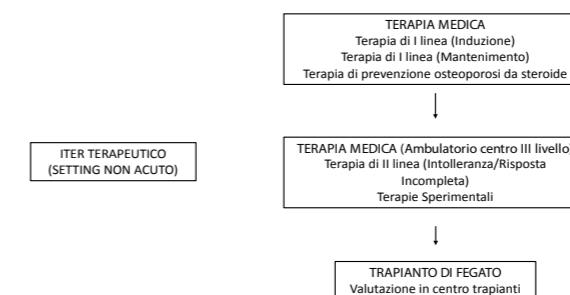 TERAPIA MEDICA
Terapia di I linea (Induzione)
Terapia di I linea (Mantenimento)
Terapia di prevenzione osteoporosi da steroide
ITER TERAPEUTICO
(SETTING NON ACUTO)
TERAPIA MEDICA (Ambulatorio centro III livello)
Terapia di II linea (Intolleranza/Risposta
Incompleta)
Terapie Sperimentali
TRAPIANTO DI FEGATO
Valutazione in centro trapianti